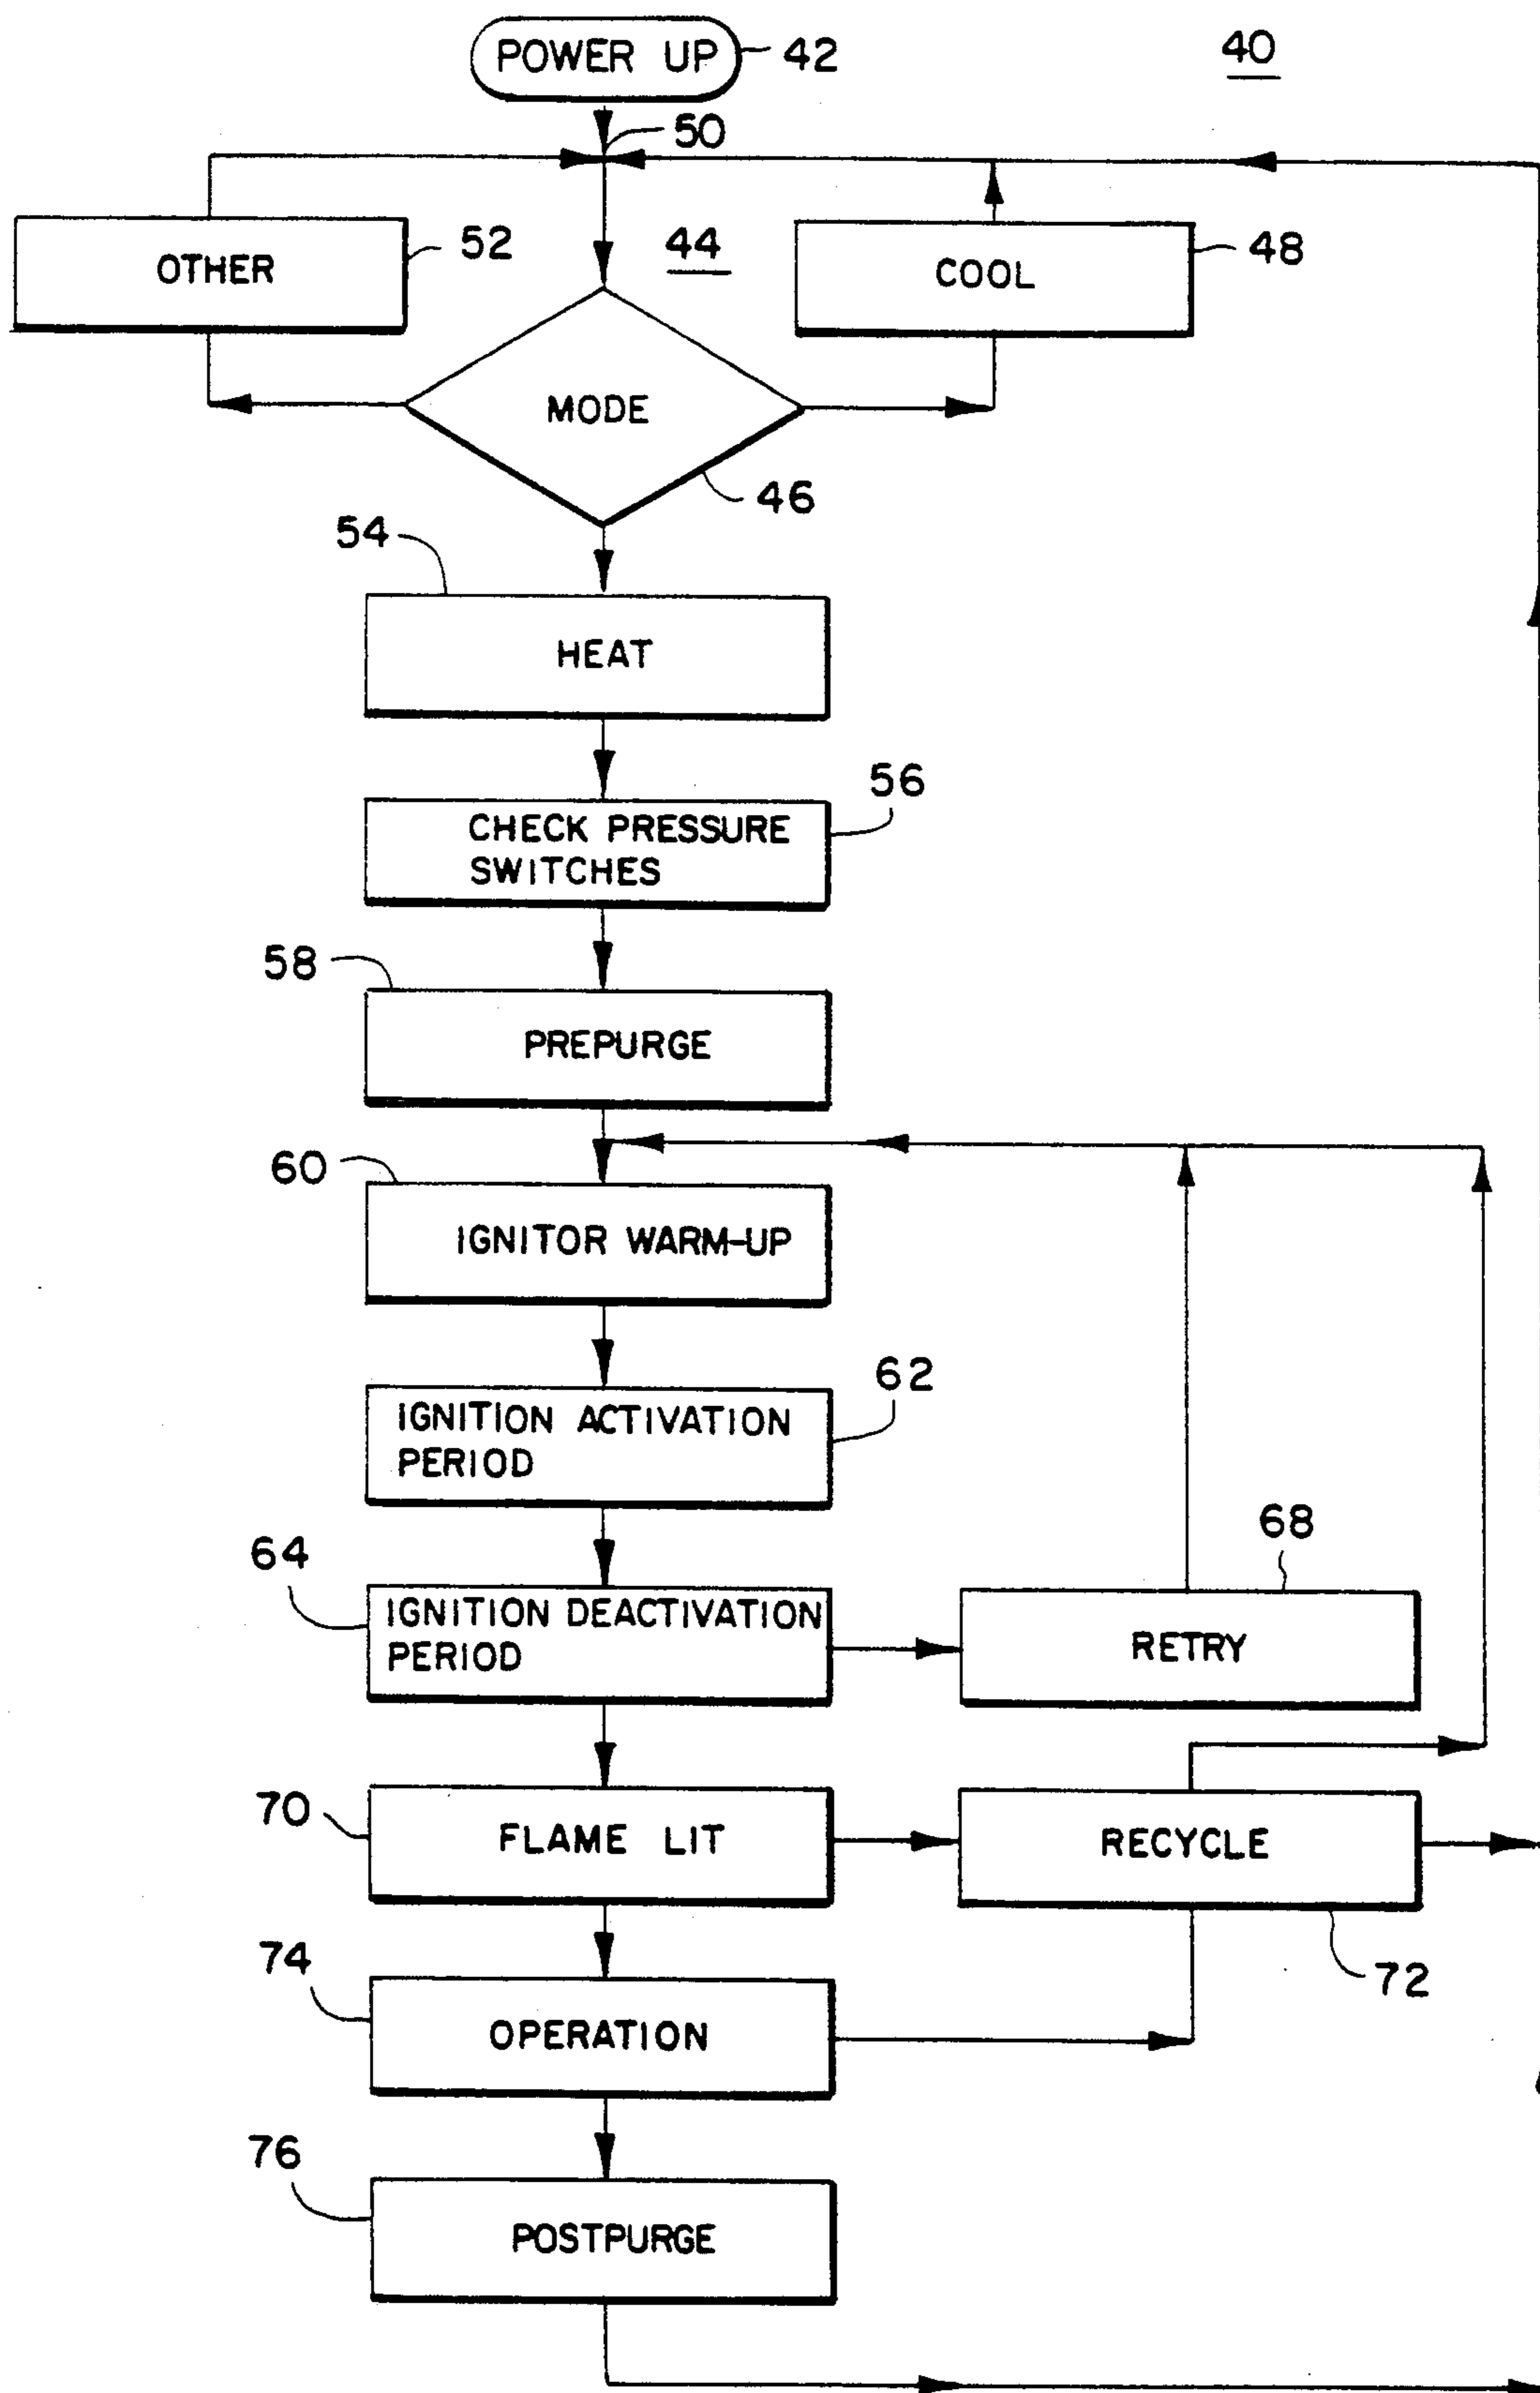 POWER UP
42
40
50
OTHER
52
44
COOL
48
MODE
46
54
HEAT
56
CHECK PRESSURE
SWITCHES
58
PREPURGE
60
IGNITOR WARM-UP
62
IGNITION ACTIVATION
PERIOD
64
IGNITION DEACTIVATION
PERIOD
68
RETRY
70
FLAME LIT
RECYCLE
72
74
OPERATION
76
POSTPURGE